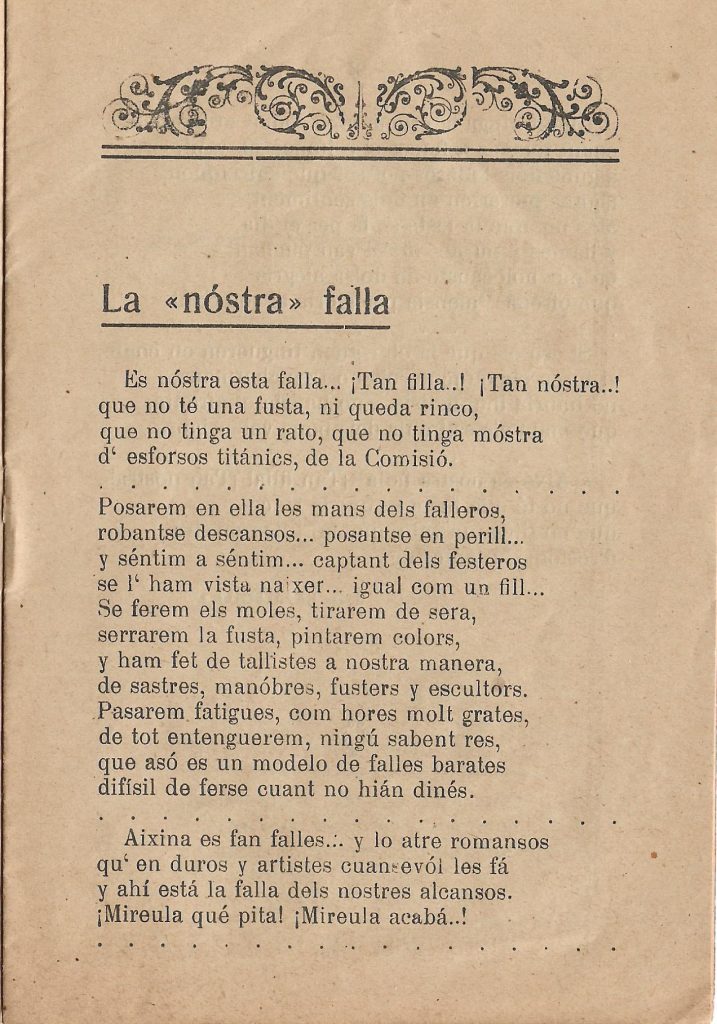 La «nóstra» falla
Es nóstra esta falla... ¡Tan filla..! ¡Tan nóstra..!
que no té una fusta, ni queda rinco,
que no tinga un rato, que no tinga móstra
d‘ esforsos titánics, de la Comisió.
. . . . . . . . . . . . . . . . . . .
Posarem en ella les mans dels falleros,
robantse descansos... posantse en perill...
y séntim a séntim... captant dels festeros
se l‘ ham vista naixer... igual com un fill...
Se ferem els moles, tirarem de sera,
serrarem la fusta, pintarem colors,
y ham fet de tallistes a nostra manera,
de sastres, manóbres, fusters y escultors.
Pasarem fatigues, com hores molt grates,
de tot entenguerem, ningú sabent res,
que asó es un modelo de falles barates
difísil de ferse cuant no hián dinés.
. . . . . . . . . . . . . . . . . . .
Aixina es fan falles.:. y lo atre romansos
qu‘ en duros y artistes cuansevól les fá
y ahí está la falla dels nostres alcansos.
¡Mireula qué pita! ¡Mireula acabá..!
. . . . . . . . . . . . . . . . . . .